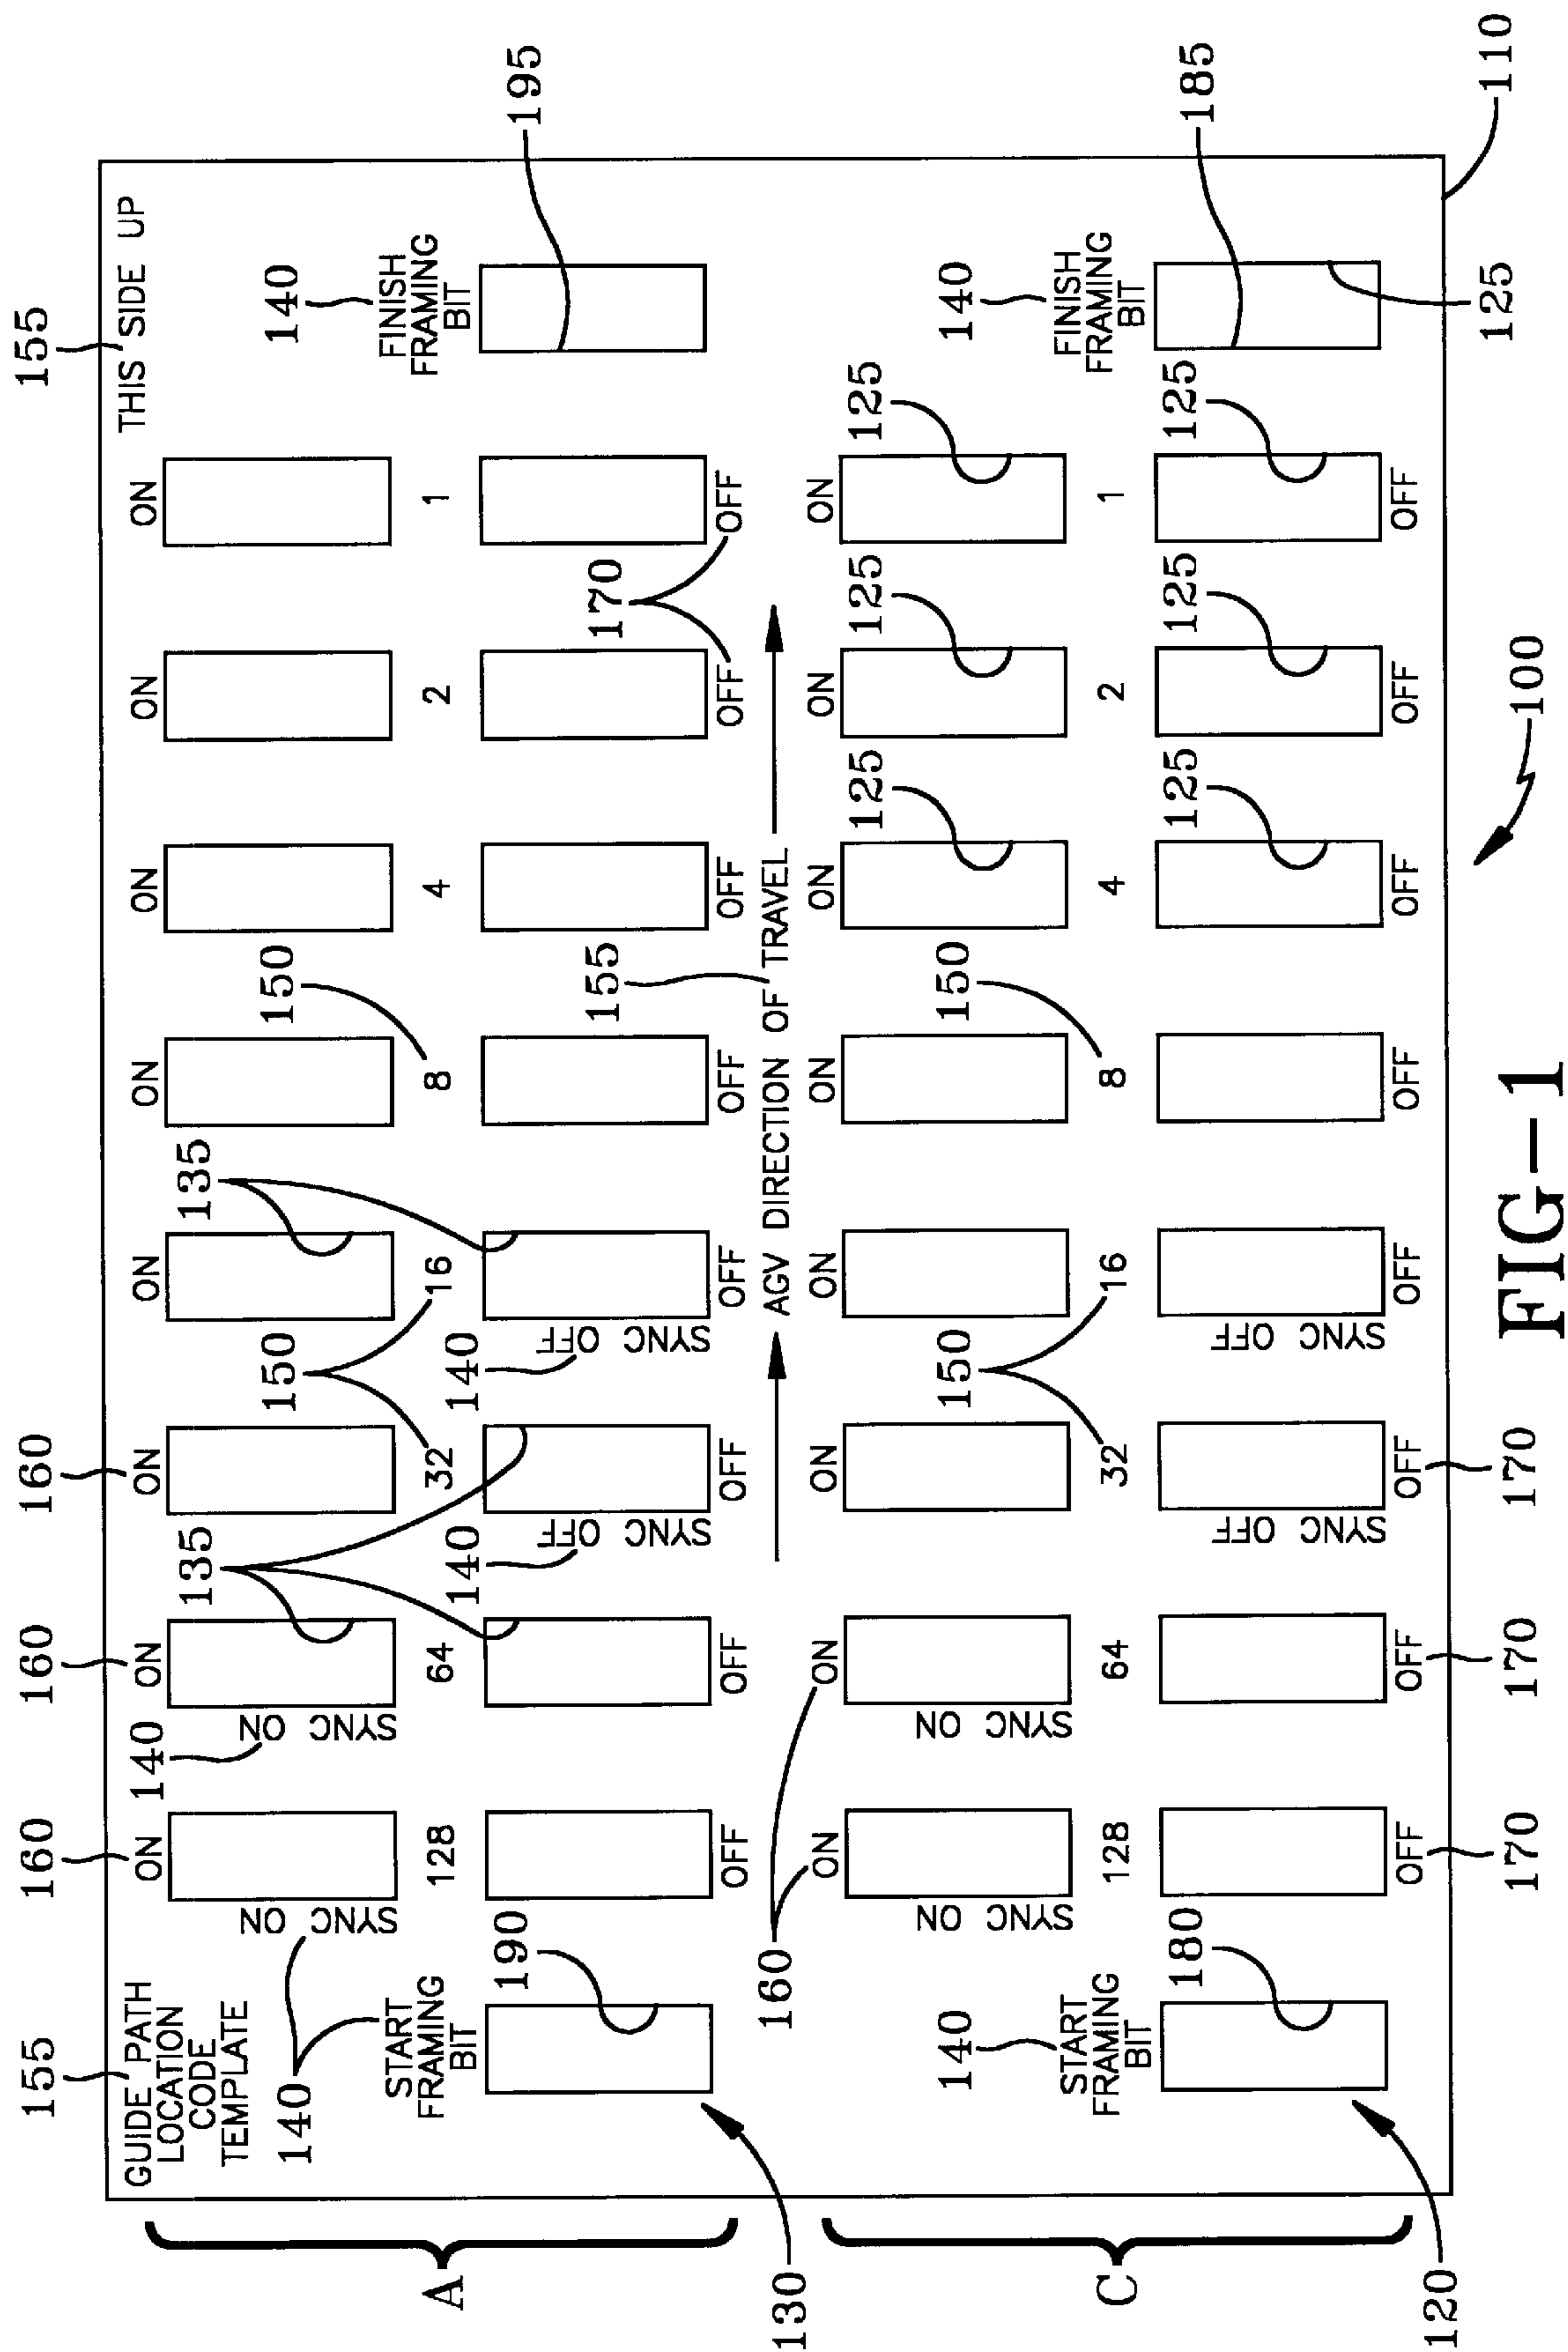 155
THIS SIDE UP
160
160
160
155
GUIDE PATH
LOCATION
CODE
TEMPLATE
ON
ON
ON
ON
ON
ON
ON
ON
140
SYNC ON
SYNC ON
135
135
195
A
140
150
150
140
START
FRAMING
BIT
128
64
32
16
8
4
2
1
FINISH
FRAMING
BIT
190
140
140
155
170
SYNC OFF
SYNC OFF
OFF
OFF
OFF
OFF
OFF
OFF
OFF
OFF
130
160
AGV DIRECTION OF TRAVEL
ON
ON
ON
ON
ON
ON
ON
ON
125
125
125
SYNC ON
SYNC ON
150
150
140
140
185
C
START
FRAMING
BIT
128
64
32
16
8
4
2
1
FINISH
FRAMING
BIT
180
125
125
125
SYNC OFF
SYNC OFF
OFF
OFF
OFF
OFF
OFF
OFF
OFF
OFF
125
120
170
170
170
110
100
FIG-1